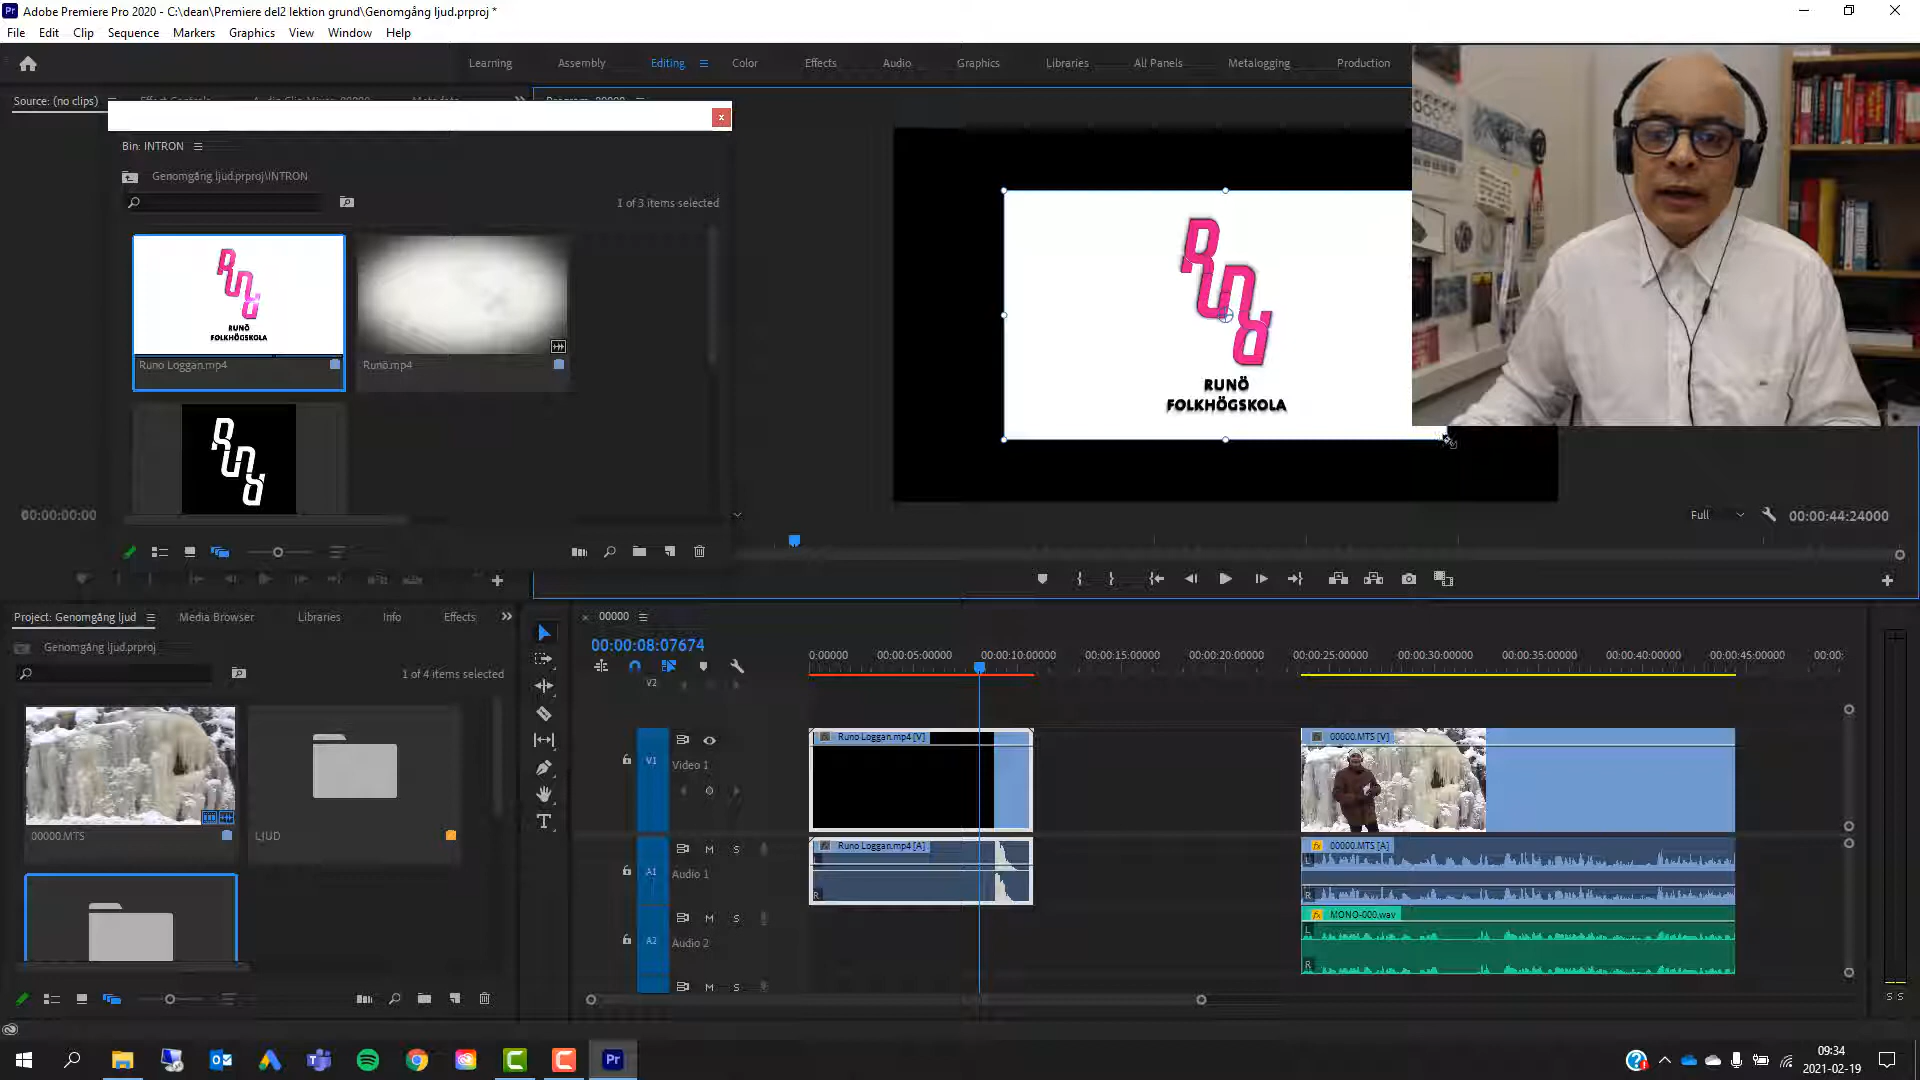 Adobe Premiere Pro 2020 - C:\dean\Premiere del2 lektion grund\Genomgång ljud.prproj *
File Edit Clip Sequence Markers Graphics View Window Help
Learning Assembly Editing Color Effects Audio Graphics Libraries All Panels Metalogging Production
Source: (no clips)
Bin: INTRON
Genomgång ljud.prproj\INTRON
1 of 3 items selected
RUNÖ
FOLKHÖGSKOLA
Runo Loggan.mp4
Runö.mp4
RUNÖ
FOLKHÖGSKOLA
00:00:00:00
Full
00:00:44:24000
Project: Genomgång ljud Media Browser Libraries Info Effects
Genomgång ljud.prproj
1 of 4 items selected
00000.MTS
LJUD
00000
00:00:08:07674
0:00000 00:00:05:00000 00:00:10:00000 00:00:15:00000 00:00:20:00000 00:00:25:00000 00:00:30:00000 00:00:35:00000 00:00:40:00000 00:00:45:00000 00:00:
V2
V1 Video 1
Runo Loggan.mp4 [V]
00000.MTS [V]
M S
A1 Audio 1
Runo Loggan.mp4 [A]
R
00000.MTS [A]
L
R
M S
A2 Audio 2
MONO-000.wav
L
R
M S
S S
09:34
2021-02-19